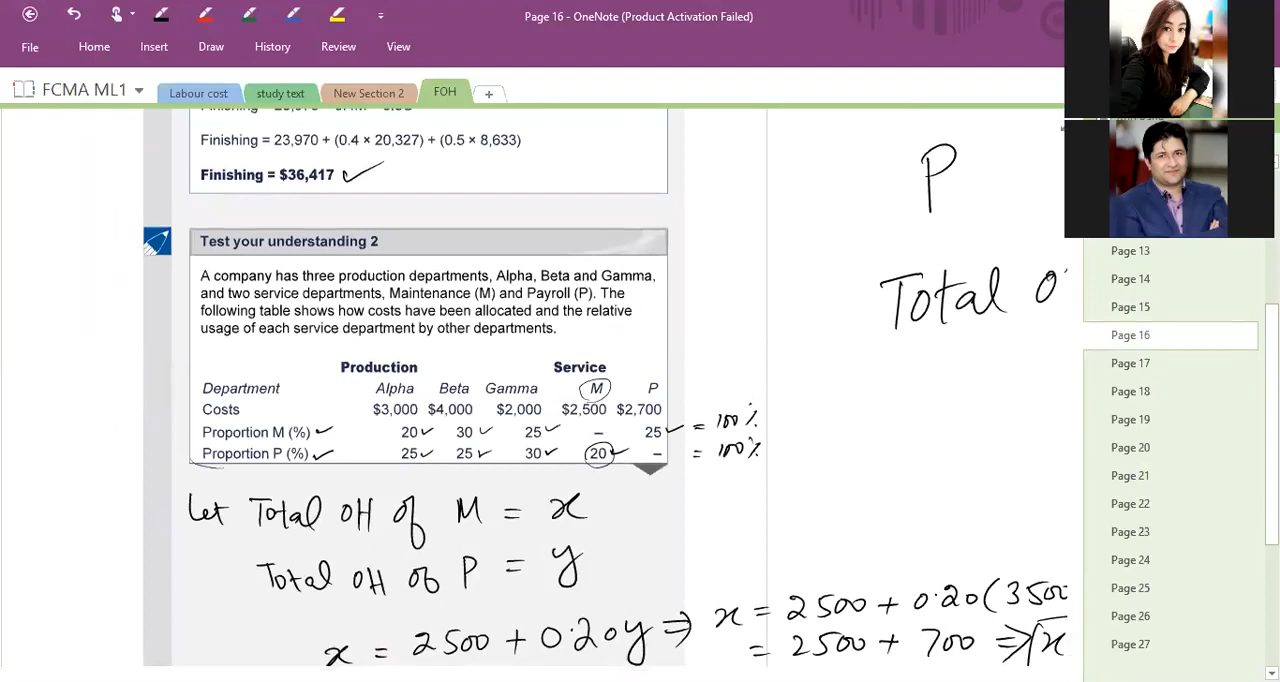 Page 16 - OneNote (Product Activation Failed)
File Home Insert Draw History Review View
FCMA ML1 Labour cost study text New Section 2 FOH +
Finishing = 23,970 + (0.4 × 20,327) + (0.5 × 8,633)
Finishing = $36,417
Test your understanding 2
A company has three production departments, Alpha, Beta and Gamma,
and two service departments, Maintenance (M) and Payroll (P). The
following table shows how costs have been allocated and the relative
usage of each service department by other departments.
Production Service
Department Alpha Beta Gamma M P
Costs $3,000 $4,000 $2,000 $2,500 $2,700
Proportion M (%) 20 30 25 – 25 = 100%
Proportion P (%) 25 25 30 20 – = 100%
Let Total OH of M = x
Total OH of P = y
x = 2500 + 0.20y ⇒ x = 2500 + 0.20(3500
= 2500 + 700 ⇒ x
P
Total O
Page 13
Page 14
Page 15
Page 16
Page 17
Page 18
Page 19
Page 20
Page 21
Page 22
Page 23
Page 24
Page 25
Page 26
Page 27